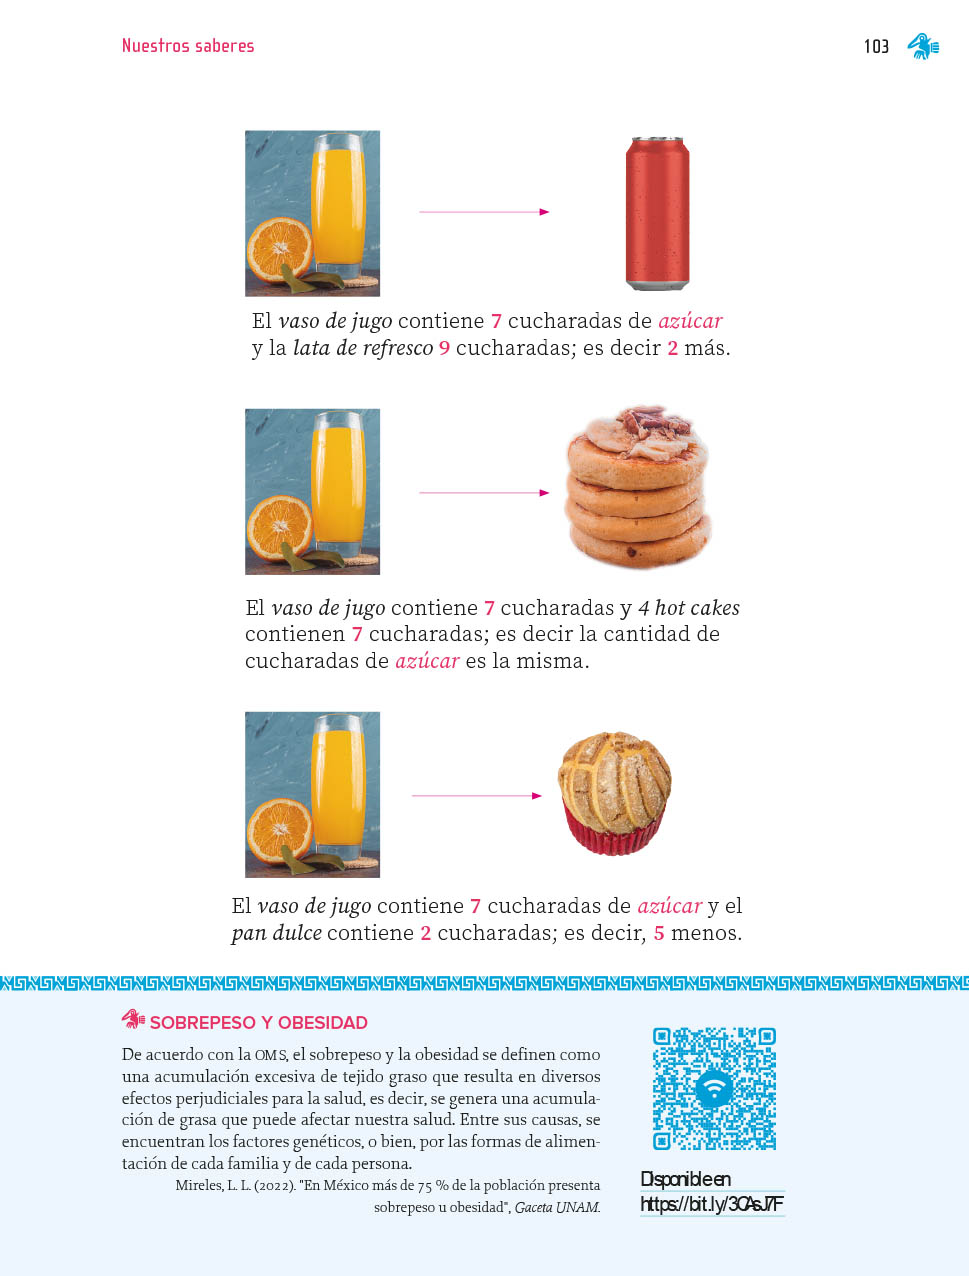 Nuestros saberes
103
El vaso de jugo contiene 7 cucharadas de azúcar
y la lata de refresco 9 cucharadas; es decir 2 más.
El vaso de jugo contiene 7 cucharadas y 4 hot cakes
contienen 7 cucharadas; es decir la cantidad de
cucharadas de azúcar es la misma.
El vaso de jugo contiene 7 cucharadas de azúcar y el
pan dulce contiene 2 cucharadas; es decir, 5 menos.
SOBREPESO Y OBESIDAD
De acuerdo con la OMS, el sobrepeso y la obesidad se definen como
una acumulación excesiva de tejido graso que resulta en diversos
efectos perjudiciales para la salud, es decir, se genera una acumula-
ción de grasa que puede afectar nuestra salud. Entre sus causas, se
encuentran los factores genéticos, o bien, por las formas de alimen-
tación de cada familia y de cada persona.
Mireles, L. L. (2022). "En México más de 75 % de la población presenta
sobrepeso u obesidad", Gaceta UNAM.
Disponible en
https://bit.ly/3CAsJ7F